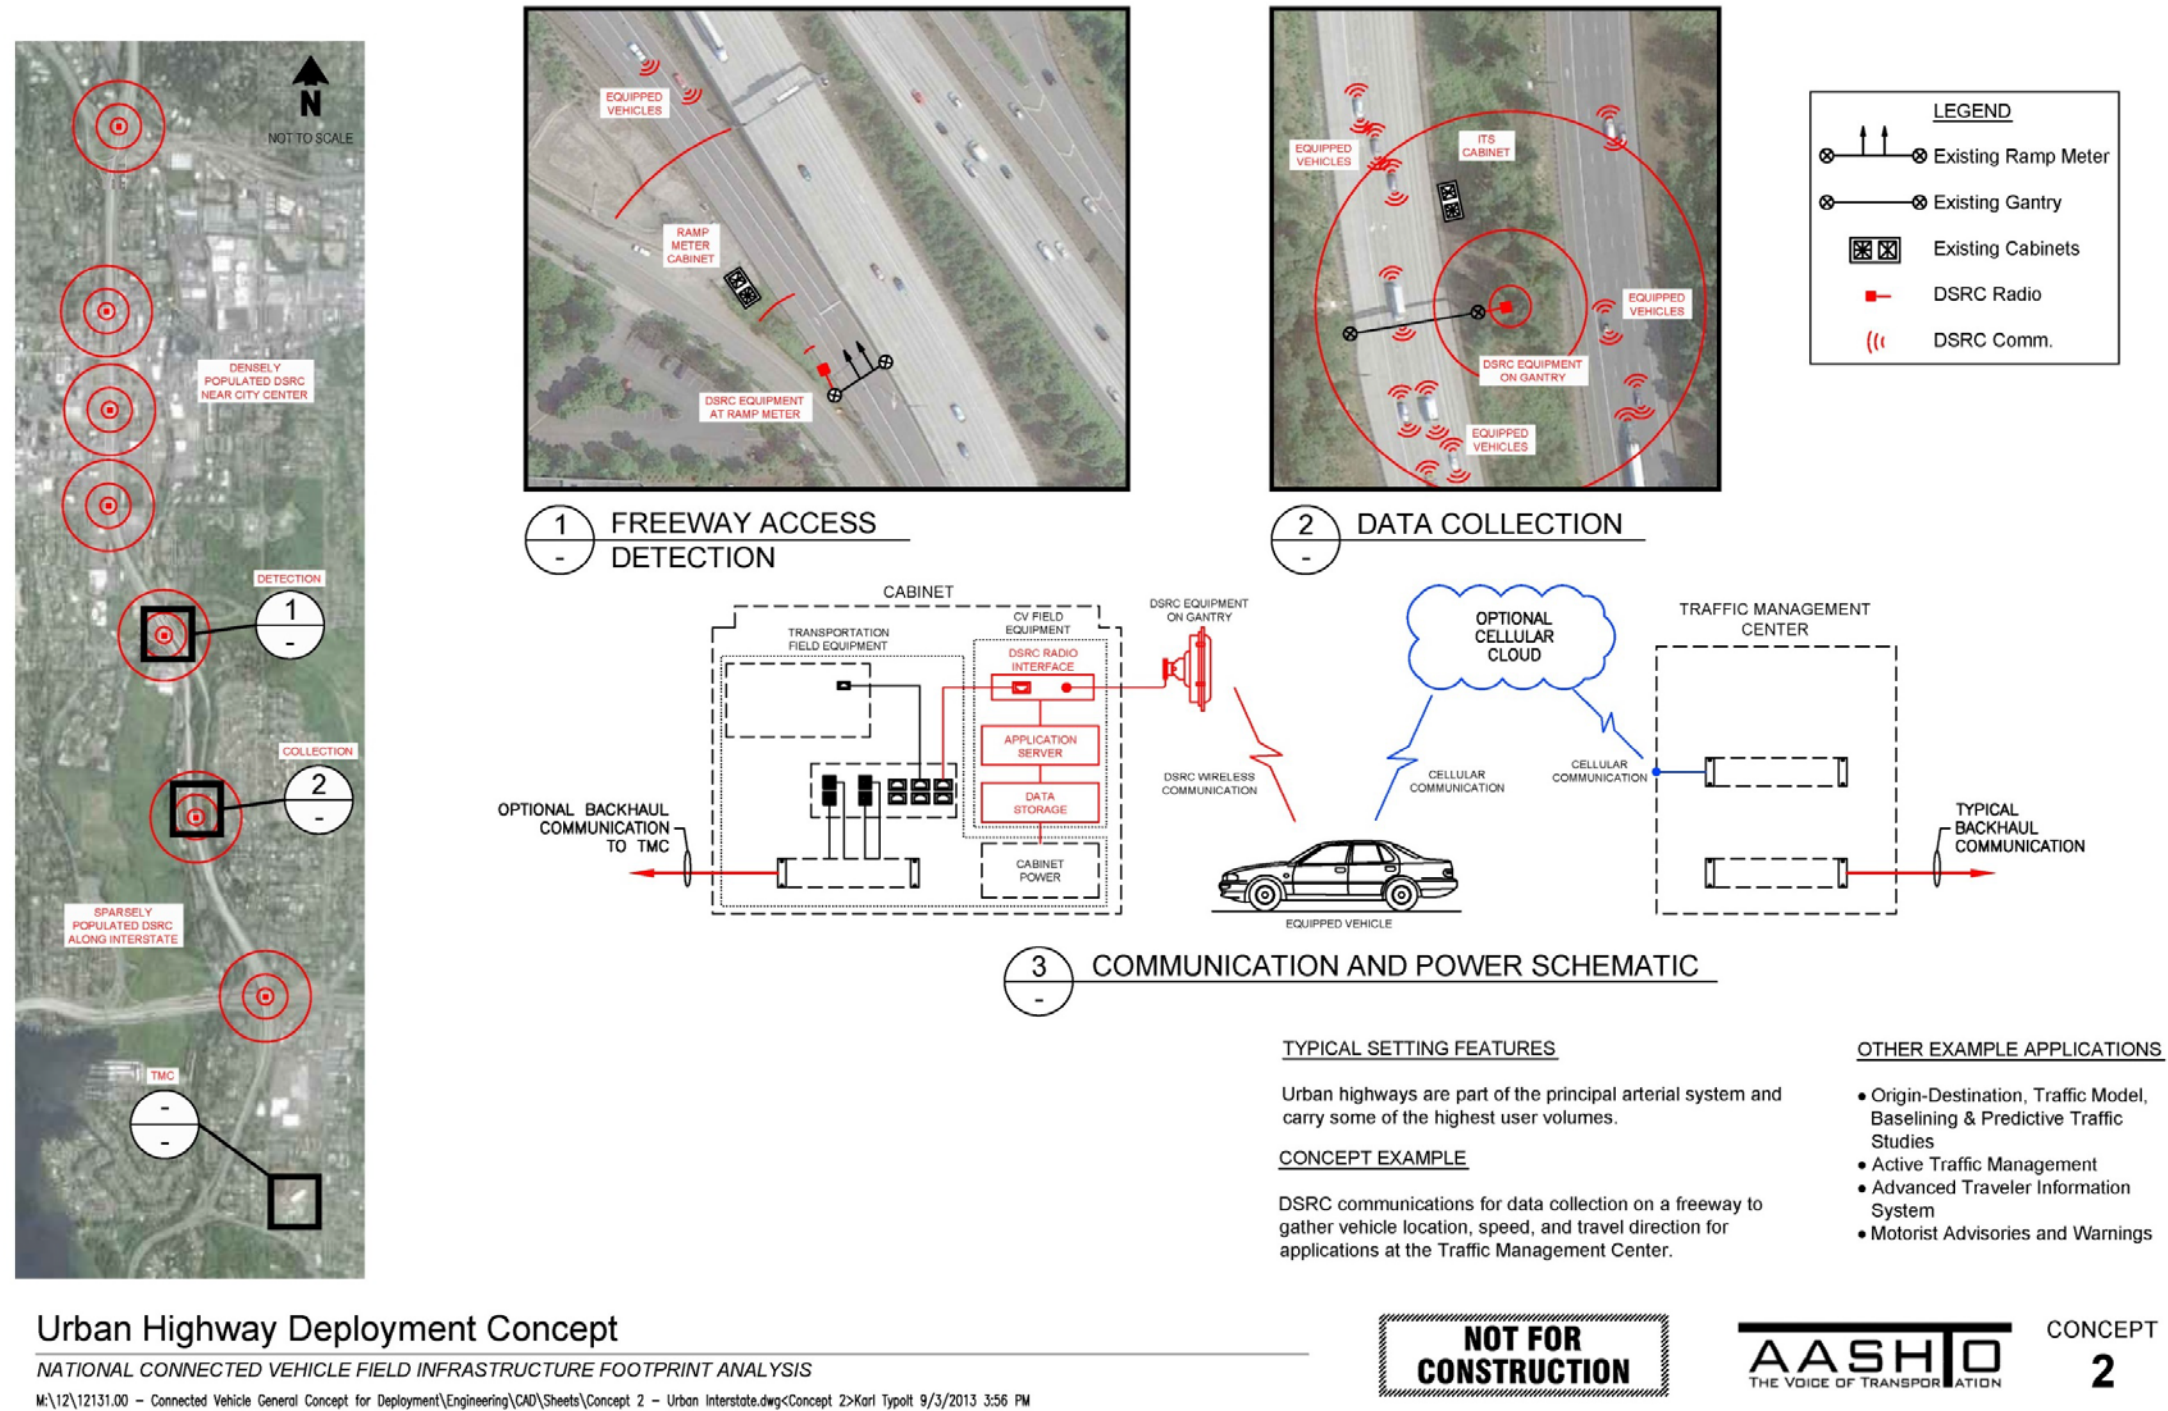 N
NOT TO SCALE
DENSELY
POPULATED DSRC
NEAR CITY CENTER
DETECTION
1
-
COLLECTION
2
-
SPARSELY
POPULATED DSRC
ALONG INTERSTATE
TMC
-
-
EQUIPPED
VEHICLES
RAMP
METER
CABINET
DSRC EQUIPMENT
AT RAMP METER
1
-
FREEWAY ACCESS
DETECTION
EQUIPPED
VEHICLES
ITS
CABINET
EQUIPPED
VEHICLES
DSRC EQUIPMENT
ON GANTRY
EQUIPPED
VEHICLES
2
-
DATA COLLECTION
LEGEND
Existing Ramp Meter
Existing Gantry
Existing Cabinets
DSRC Radio
DSRC Comm.
CABINET
TRANSPORTATION
FIELD EQUIPMENT
CV FIELD
EQUIPMENT
DSRC RADIO
INTERFACE
APPLICATION
SERVER
DATA
STORAGE
CABINET
POWER
OPTIONAL BACKHAUL
COMMUNICATION
TO TMC
DSRC EQUIPMENT
ON GANTRY
DSRC WIRELESS
COMMUNICATION
OPTIONAL
CELLULAR
CLOUD
CELLULAR
COMMUNICATION
CELLULAR
COMMUNICATION
EQUIPPED VEHICLE
TRAFFIC MANAGEMENT
CENTER
TYPICAL
BACKHAUL
COMMUNICATION
3
-
COMMUNICATION AND POWER SCHEMATIC
TYPICAL SETTING FEATURES
Urban highways are part of the principal arterial system and
carry some of the highest user volumes.
CONCEPT EXAMPLE
DSRC communications for data collection on a freeway to
gather vehicle location, speed, and travel direction for
applications at the Traffic Management Center.
OTHER EXAMPLE APPLICATIONS
• Origin-Destination, Traffic Model,
Baselining & Predictive Traffic
Studies
• Active Traffic Management
• Advanced Traveler Information
System
• Motorist Advisories and Warnings
Urban Highway Deployment Concept
NATIONAL CONNECTED VEHICLE FIELD INFRASTRUCTURE FOOTPRINT ANALYSIS
M:\12\12131.00 - Connected Vehicle General Concept for Deployment\Engineering\CAD\Sheets\Concept 2 - Urban Interstate.dwg<Concept 2>Karl Typolt 9/3/2013 3:56 PM
NOT FOR
CONSTRUCTION
AASHTO
THE VOICE OF TRANSPORTATION
CONCEPT
2